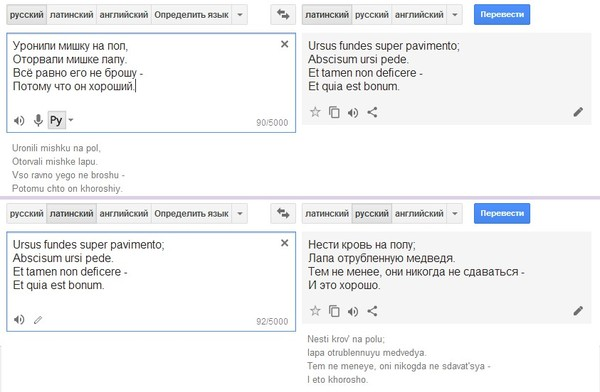 русский латинский английский Определить язык
латинский русский английский Перевести
Уронили мишку на пол,
Оторвали мишке лапу.
Всё равно его не брошу -
Потому что он хороший.
Ру
90/5000
Uronili mishku na pol,
Otorvali mishke lapu.
Vso ravno yego ne broshu -
Potomu chto on khoroshiy.
Ursus fundes super pavimento;
Abscisum ursi pede.
Et tamen non deficere -
Et quia est bonum.
русский латинский английский Определить язык
латинский русский английский Перевести
Ursus fundes super pavimento;
Abscisum ursi pede.
Et tamen non deficere -
Et quia est bonum.
92/5000
Нести кровь на полу;
Лапа отрубленную медведя.
Тем не менее, они никогда не сдаваться -
И это хорошо.
Nesti krov' na polu;
lapa otrublennuyu medvedya.
Tem ne meneye, oni nikogda ne sdavat'sya -
I eto khorosho.